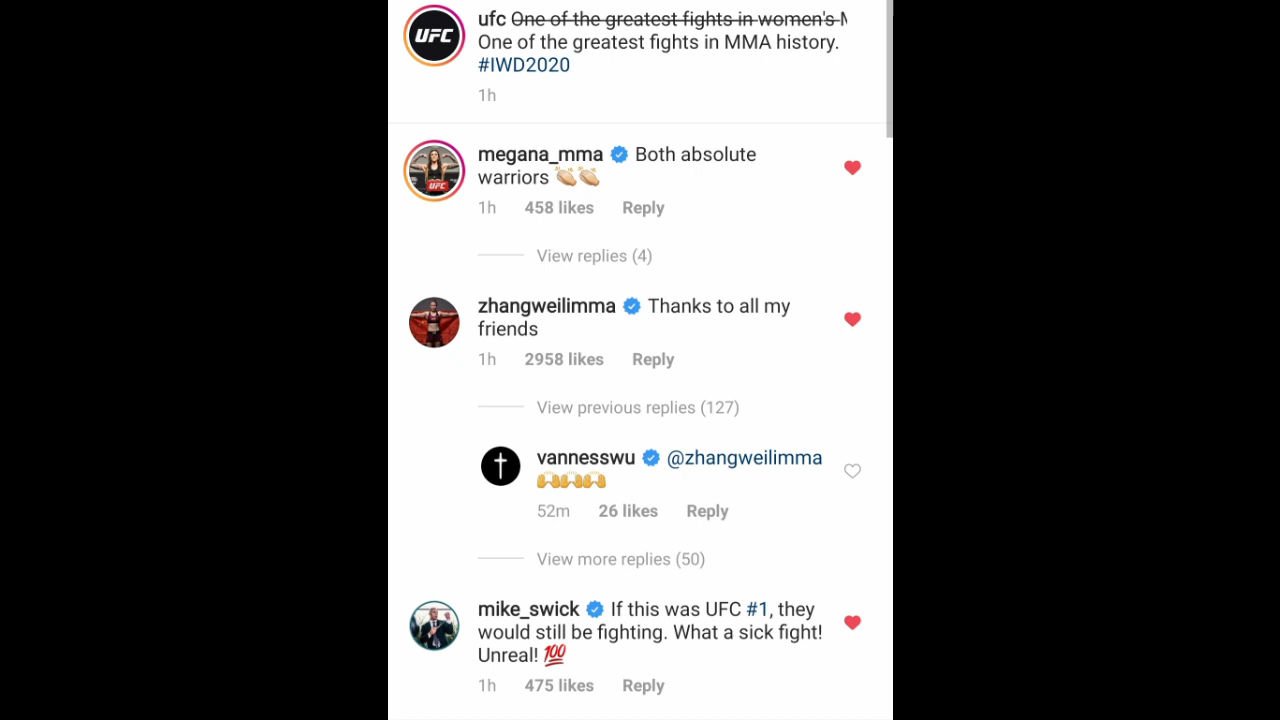 UFC
ufc One of the greatest fights in women's M
One of the greatest fights in MMA history.
#IWD2020
1h
UFC
megana_mma Both absolute
warriors 👏🏼👏🏼
1h 458 likes Reply
View replies (4)
zhangweilimma Thanks to all my
friends
1h 2958 likes Reply
View previous replies (127)
vannesswu @zhangweilimma
🙌🙌🙌
52m 26 likes Reply
View more replies (50)
mike_swick If this was UFC #1, they
would still be fighting. What a sick fight!
Unreal! 💯
1h 475 likes Reply